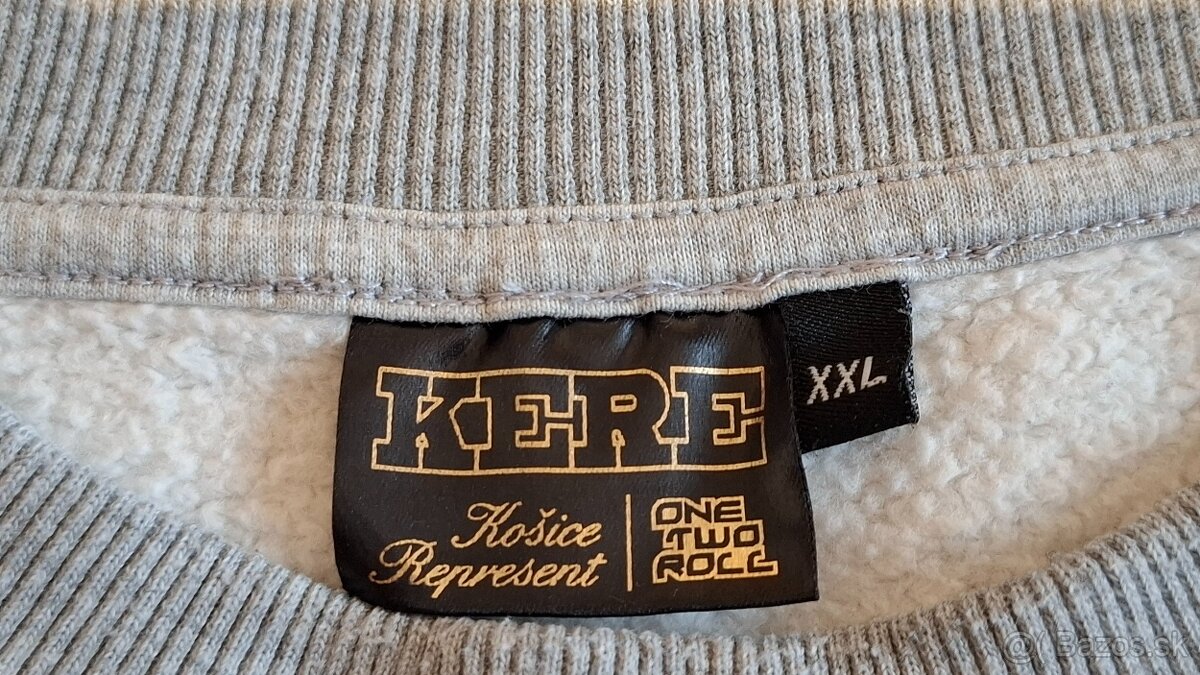 KERE
XXL
Košice
Represent
ONE
TWO
ROLL
Bazos.sk